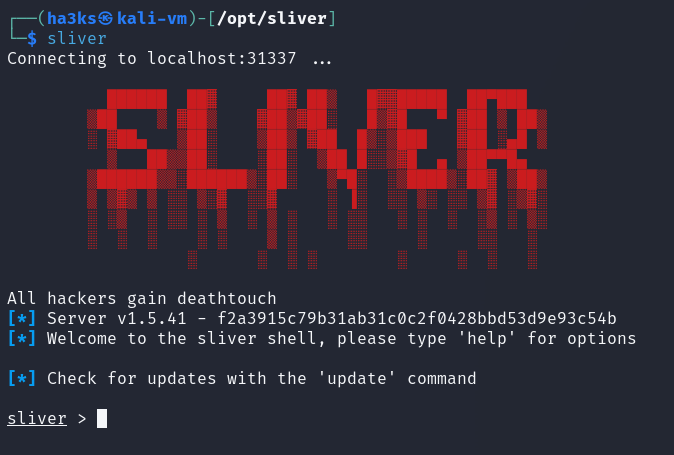 ┌──(ha3ks㉿kali-vm)-[/opt/sliver]
└─$ sliver
Connecting to localhost:31337 ...
SLIVER
All hackers gain deathtouch
[*] Server v1.5.41 - f2a3915c79b31ab31c0c2f0428bbd53d9e93c54b
[*] Welcome to the sliver shell, please type 'help' for options
[*] Check for updates with the 'update' command
sliver >